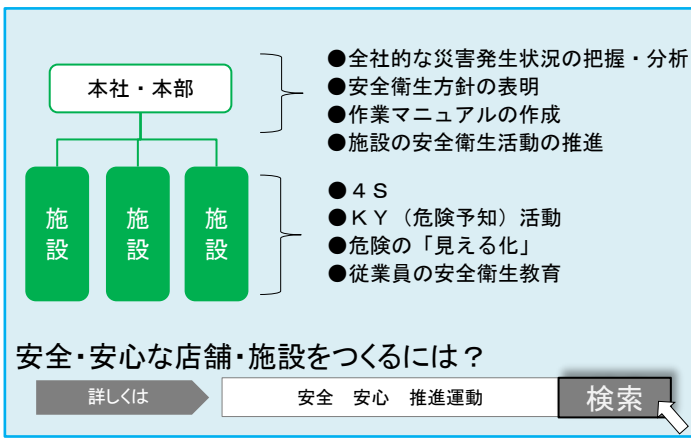 本社・本部
●全社的な災害発生状況の把握・分析
●安全衛生方針の表明
●作業マニュアルの作成
●施設の安全衛生活動の推進
施設
施設
施設
●４Ｓ
●ＫＹ（危険予知）活動
●危険の「見える化」
●従業員の安全衛生教育
安全・安心な店舗・施設をつくるには？
詳しくは
安全　安心　推進運動
検索